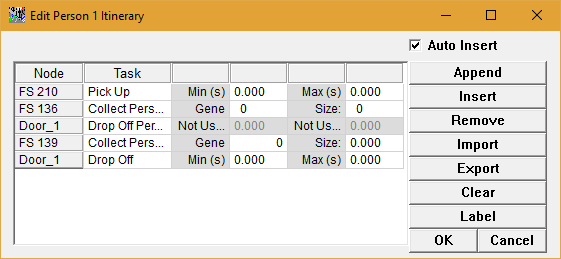 Edit Person 1 Itinerary
Auto Insert
Node Task
FS 210 Pick Up Min (s) 0.000 Max (s) 0.000
FS 136 Collect Pers... Gene 0 Size: 0
Door_1 Drop Off Per... Not Us... 0.000 Not Us... 0.000
FS 139 Collect Pers... Gene 0 Size: 0.000
Door_1 Drop Off Min (s) 0.000 Max (s) 0.000
Append
Insert
Remove
Import
Export
Clear
Label
OK Cancel